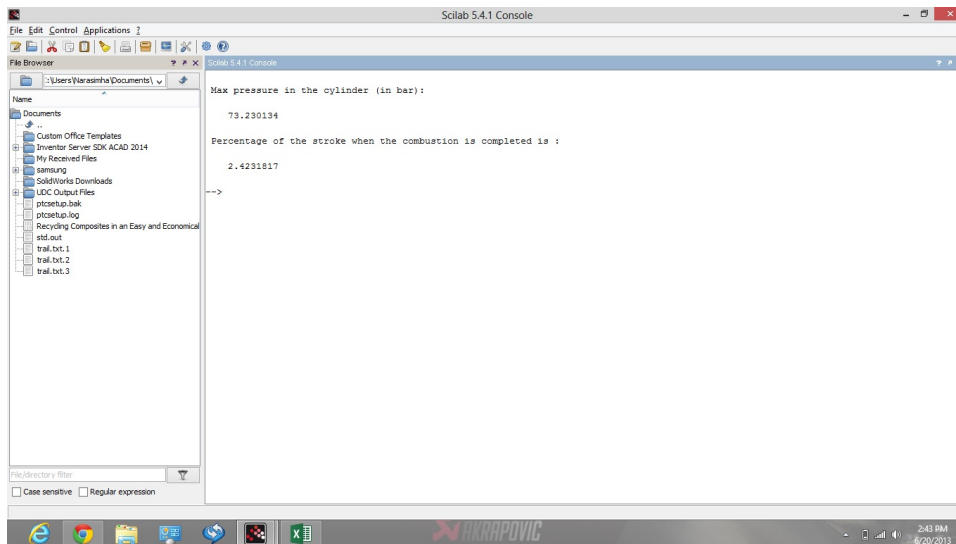 Scilab 5.4.1 Console
File Edit Control Applications ?
File Browser
Scilab 5.4.1 Console
:\Users\Narasimha\Documents\
Name
Documents
..
Custom Office Templates
Inventor Server SDK ACAD 2014
My Received Files
samsung
SolidWorks Downloads
UDC Output Files
ptcsetup.bak
ptcsetup.log
Recycling Composites in an Easy and Economical
std.out
trail.txt.1
trail.txt.2
trail.txt.3
File/directory filter
Case sensitive Regular expression
Max pressure in the cylinder (in bar):
73.230134
Percentage of the stroke when the combustion is completed is :
2.4231817
-->
AKRAPOVIC
2:43 PM
6/20/2013